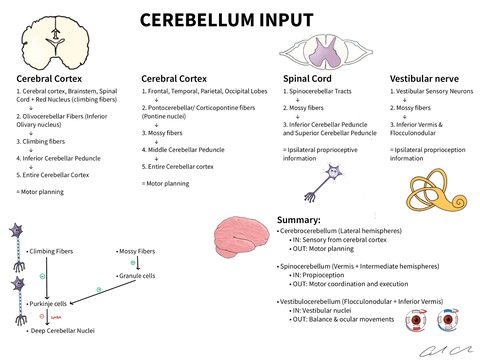 CEREBELLUM INPUT
Cerebral Cortex
1. Cerebral cortex, Brainstem, Spinal
Cord + Red Nucleus (climbing fibers)
↓
2. Olivocerebellar Fibers (Inferior
Olivary nucleus)
↓
3. Climbing fibers
↓
4. Inferior Cerebellar Peduncle
↓
5. Entire Cerebellar Cortex
= Motor planning
Cerebral Cortex
1. Frontal, Temporal, Parietal, Occipital Lobes
↓
2. Pontocerebellar/ Corticopontine fibers
(Pontine nuclei)
↓
3. Mossy fibers
↓
4. Middle Cerebellar Peduncle
↓
5. Entire Cerebellar cortex
= Motor planning
Spinal Cord
1. Spinocerebellar Tracts
↓
2. Mossy fibers
↓
3. Inferior Cerebellar Peduncle
and Superior Cerebellar Peduncle
= Ipsilateral proprioceptive
information
Vestibular nerve
1. Vestibular Sensory Neurons
↓
2. Mossy fibers
↓
3. Inferior Vermis &
Flocculonodular
= Ipsilateral proprioception
information
• Climbing Fibers
• Mossy Fibers
• Granule cells
• Purkinje cells
• Deep Cerebellar Nuclei
Summary:
• Cerebrocerebellum (Lateral hemispheres)
• IN: Sensory from cerebral cortex
• OUT: Motor planning
• Spinocerebellum (Vermis + Intermediate hemispheres)
• IN: Propioception
• OUT: Motor coordination and execution
• Vestibulocerebellum (Flocculonodular + Inferior Vermis)
• IN: Vestibular nuclei
• OUT: Balance & ocular movements